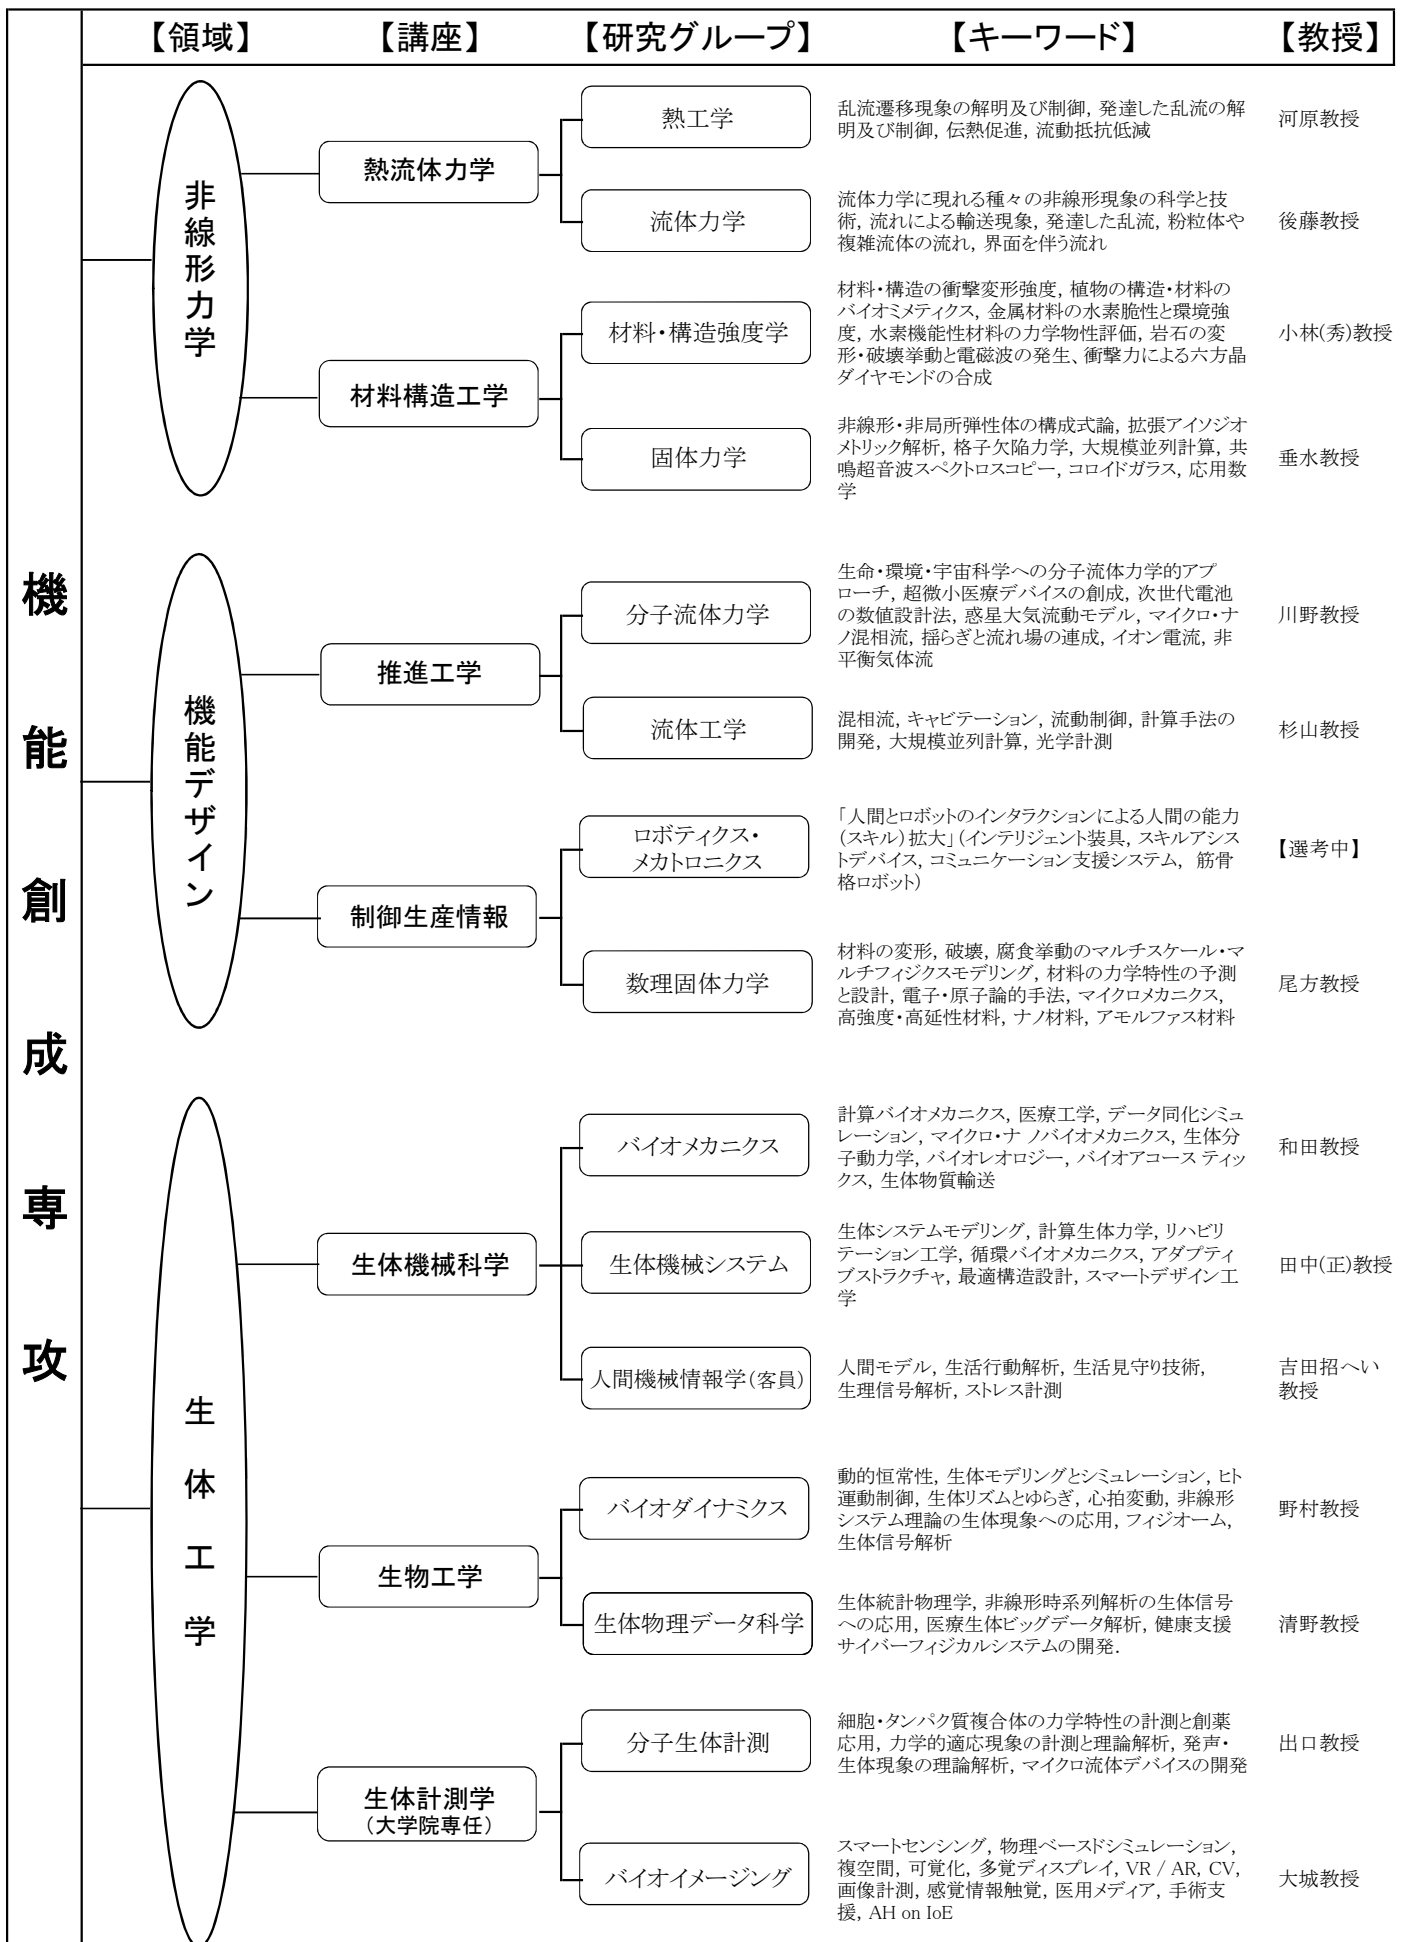 【領域】
【講座】
【研究グループ】
【キーワード】
【教授】
機能創成専攻
非線形力学
熱流体力学
熱工学
乱流遷移現象の解明及び制御, 発達した乱流の解
明及び制御, 伝熱促進, 流動抵抗低減
河原教授
流体力学
流体力学に現れる種々の非線形現象の科学と技
術, 流れによる輸送現象, 発達した乱流, 粉粒体や
複雑流体の流れ, 界面を伴う流れ
後藤教授
材料構造工学
材料・構造強度学
材料・構造の衝撃変形強度, 植物の構造・材料の
バイオミメティクス, 金属材料の水素脆性と環境強
度, 水素機能性材料の力学物性評価, 岩石の変
形・破壊挙動と電磁波の発生、衝撃力による六方晶
ダイヤモンドの合成
小林(秀)教授
固体力学
非線形・非局所弾性体の構成式論, 拡張アイソジオ
メトリック解析, 格子欠陥力学, 大規模並列計算, 共
鳴超音波スペクトロスコピー, コロイドガラス, 応用数
学
垂水教授
機能デザイン
推進工学
分子流体力学
生命・環境・宇宙科学への分子流体力学的アプ
ローチ, 超微小医療デバイスの創成, 次世代電池
の数値設計法, 惑星大気流動モデル, マイクロ・ナ
ノ混相流, 揺らぎと流れ場の連成, イオン電流, 非
平衡気体流
川野教授
流体工学
混相流, キャビテーション, 流動制御, 計算手法の
開発, 大規模並列計算, 光学計測
杉山教授
制御生産情報
ロボティクス・
メカトロニクス
「人間とロボットのインタラクションによる人間の能力
(スキル)拡大」(インテリジェント装具, スキルアシス
トデバイス, コミュニケーション支援システム, 筋骨
格ロボット)
【選考中】
数理固体力学
材料の変形, 破壊, 腐食挙動のマルチスケール・マ
ルチフィジクスモデリング, 材料の力学特性の予測
と設計, 電子・原子論的手法, マイクロメカニクス,
高強度・高延性材料, ナノ材料, アモルファス材料
尾方教授
生体工学
生体機械科学
バイオメカニクス
計算バイオメカニクス, 医療工学, データ同化シミュ
レーション, マイクロ・ナ ノバイオメカニクス, 生体分
子動力学, バイオレオロジー, バイオアコース ティッ
クス, 生体物質輸送
和田教授
生体機械システム
生体システムモデリング, 計算生体力学, リハビリ
テーション工学, 循環バイオメカニクス, アダプティ
ブストラクチャ, 最適構造設計, スマートデザイン工
学
田中(正)教授
人間機械情報学(客員)
人間モデル, 生活行動解析, 生活見守り技術,
生理信号解析, ストレス計測
吉田招へい
教授
生物工学
バイオダイナミクス
動的恒常性, 生体モデリングとシミュレーション, ヒト
運動制御, 生体リズムとゆらぎ, 心拍変動, 非線形
システム理論の生体現象への応用, フィジオーム,
生体信号解析
野村教授
生体物理データ科学
生体統計物理学, 非線形時系列解析の生体信号
への応用, 医療生体ビッグデータ解析, 健康支援
サイバーフィジカルシステムの開発.
清野教授
生体計測学
(大学院専任)
分子生体計測
細胞・タンパク質複合体の力学特性の計測と創薬
応用, 力学的適応現象の計測と理論解析, 発声・
生体現象の理論解析, マイクロ流体デバイスの開発
出口教授
バイオイメージング
スマートセンシング, 物理ベースドシミュレーション,
複空間, 可覚化, 多覚ディスプレイ, VR / AR, CV,
画像計測, 感覚情報触覚, 医用メディア, 手術支
援, AH on IoE
大城教授